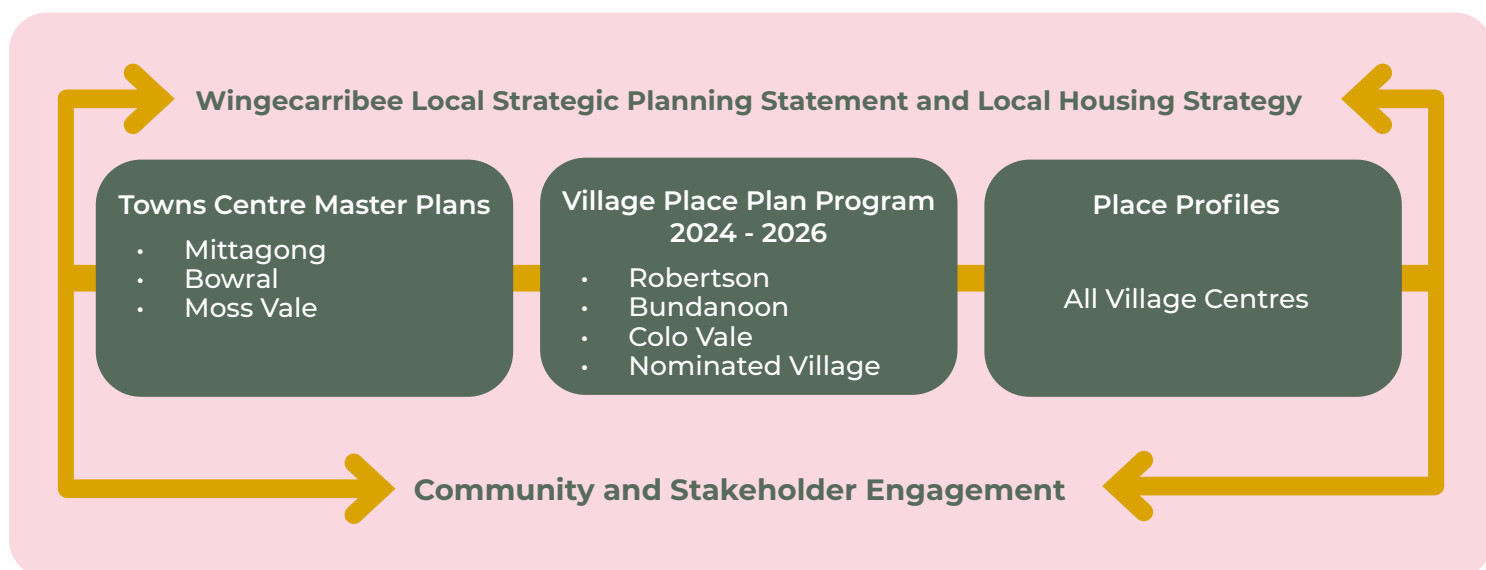 Wingecarribee Local Strategic Planning Statement and Local Housing Strategy
Towns Centre Master Plans
• Mittagong
• Bowral
• Moss Vale
Village Place Plan Program
2024 - 2026
• Robertson
• Bundanoon
• Colo Vale
• Nominated Village
Place Profiles
All Village Centres
Community and Stakeholder Engagement